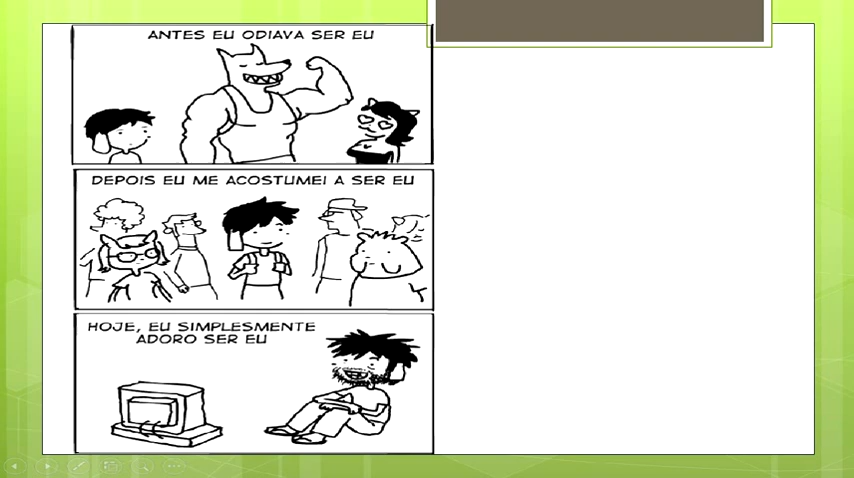 ANTES EU ODIAVA SER EU
DEPOIS EU ME ACOSTUMEI A SER EU
HOJE, EU SIMPLESMENTE
ADORO SER EU